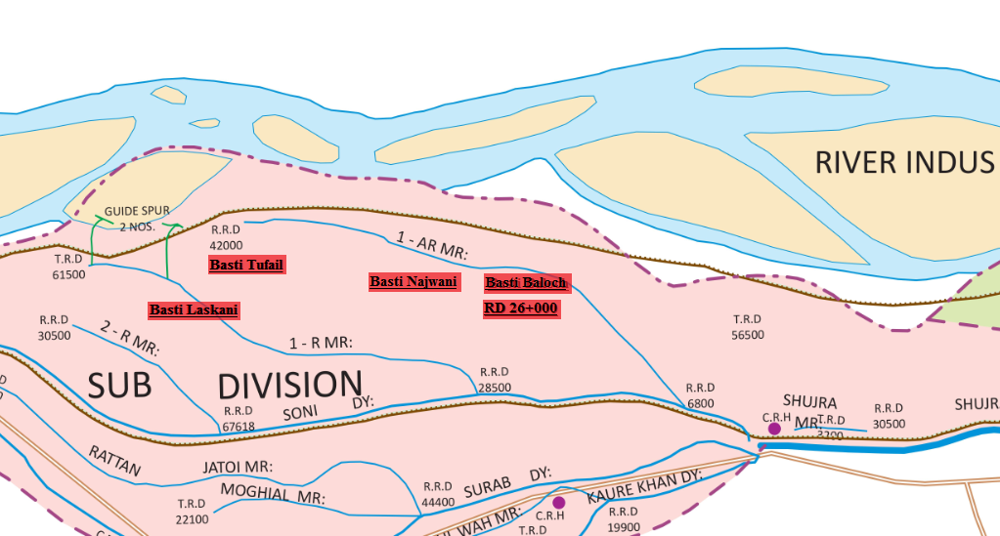 RIVER INDUS
GUIDE SPUR
2 NOS.
R.R.D
42000
1 - AR MR:
T.R.D
61500
Basti Tufail
Basti Najwani
Basti Baloch
RD 26+000
Basti Laskani
R.R.D
30500
2 - R MR:
1 - R MR:
T.R.D
56500
SUB DIVISION
R.R.D
28500
R.R.D
6800
R.R.D
67618
SONI DY:
SHUJRA
MR:
C.R.H
T.R.D
3200
R.R.D
30500
SHUJR
RATTAN
JATOI MR:
MOGHIAL MR:
T.R.D
22100
R.R.D
44400
SURAB DY:
KAURE KHAN DY:
C.R.H
WAH MR:
T.R.D
R.R.D
19900